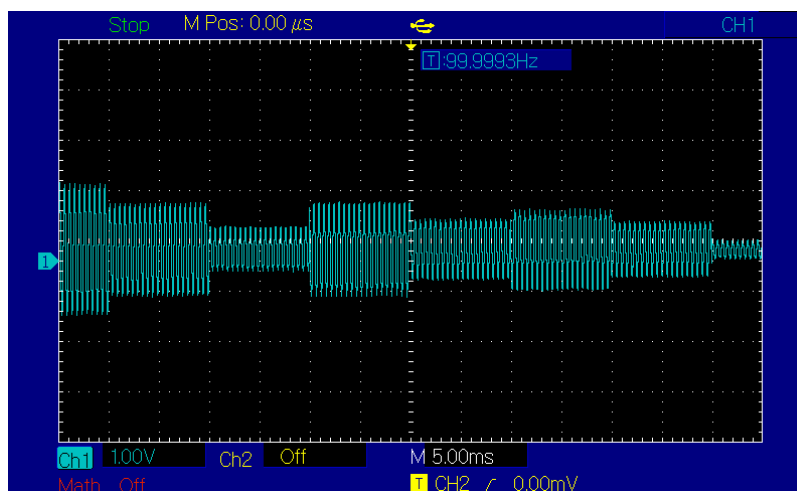 Stop M Pos: 0.00 μs CH1
T :99.9993Hz
1
Ch1 1.00V Ch2 Off M 5.00ms
Math Off T CH2 / 0.00mV